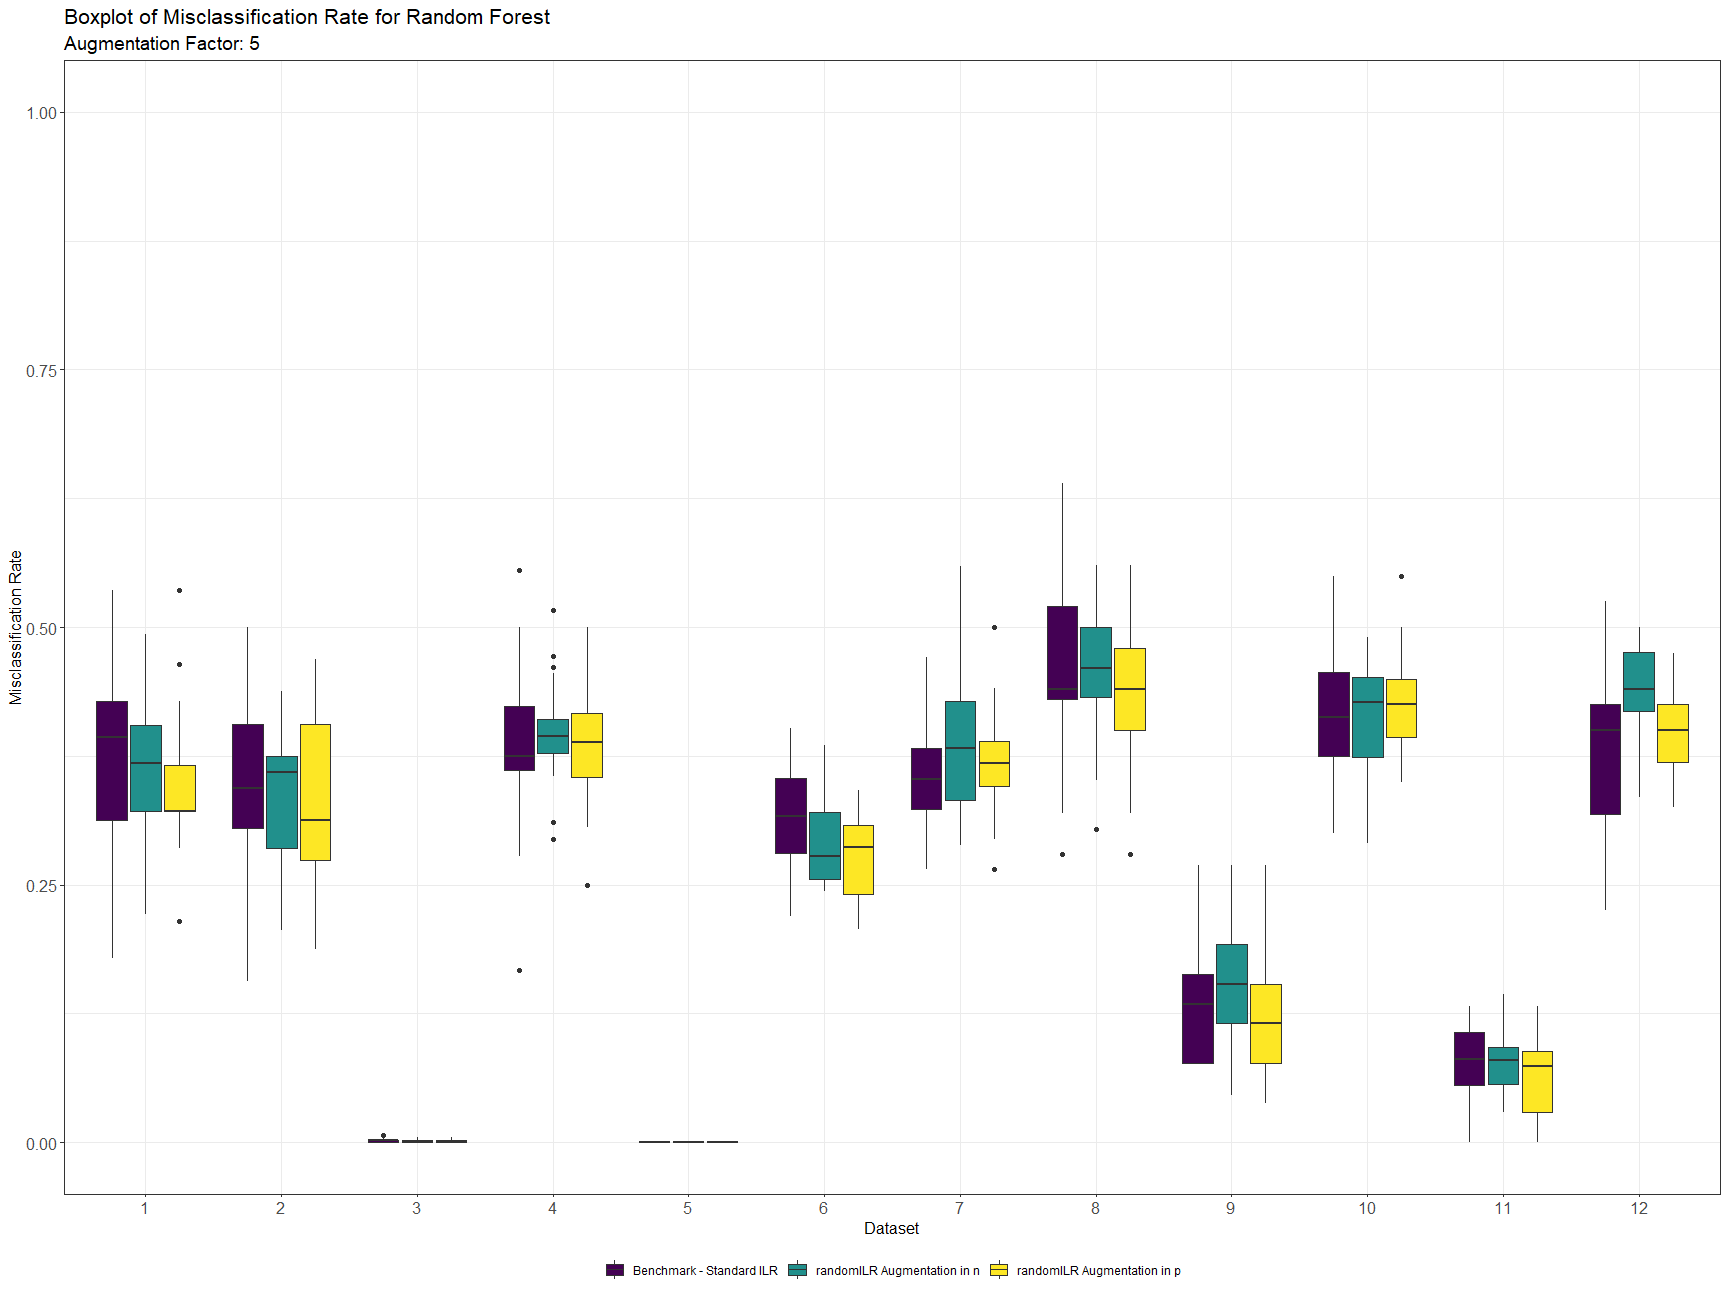 Boxplot of Misclassification Rate for Random Forest
Augmentation Factor: 5
Misclassification Rate
1.00
0.75
0.50
0.25
0.00
1 2 3 4 5 6 7 8 9 10 11 12
Dataset
Benchmark - Standard ILR randomILR Augmentation in n randomILR Augmentation in p